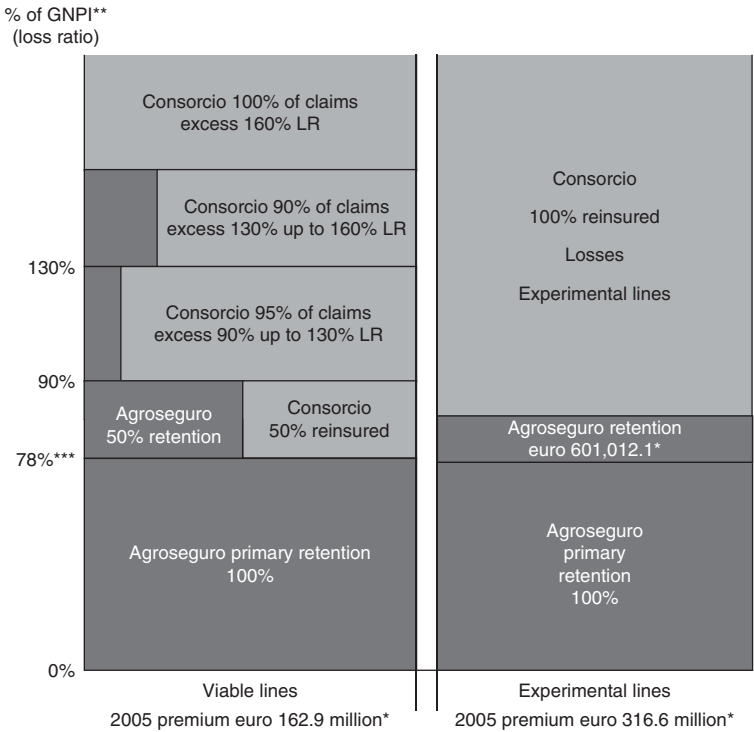 % of GNPI**
(loss ratio)
Consorcio 100% of claims
excess 160% LR
Consorcio 90% of claims
excess 130% up to 160% LR
130%
Consorcio 95% of claims
excess 90% up to 130% LR
90%
Agroseguro
50% retention
Consorcio
50% reinsured
78%***
Agroseguro primary retention
100%
0%
Viable lines
2005 premium euro 162.9 million*
Consorcio
100% reinsured
Losses
Experimental lines
Agroseguro retention
euro 601,012.1*
Agroseguro
primary
retention
100%
Experimental lines
2005 premium euro 316.6 million*